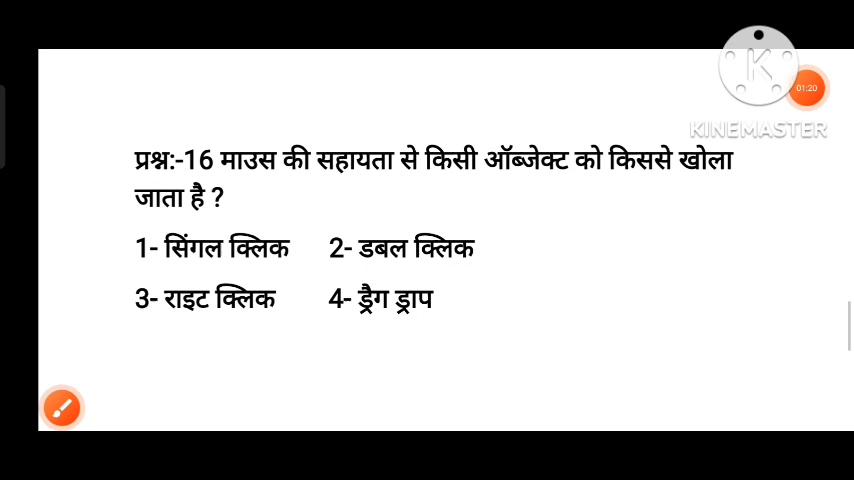 K
01:20
KINEMASTER
प्रश्न:-16 माउस की सहायता से किसी ऑब्जेक्ट को किससे खोला
जाता है ?
1- सिंगल क्लिक 2- डबल क्लिक
3- राइट क्लिक 4- ड्रैग ड्राप